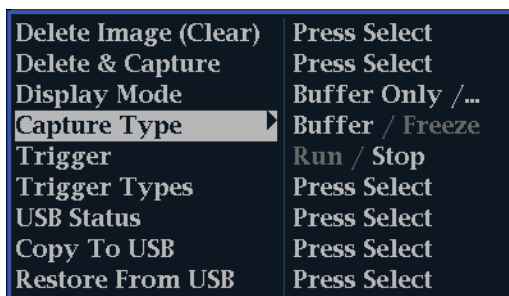 Delete Image (Clear) Press Select
Delete & Capture Press Select
Display Mode Buffer Only /...
Capture Type Buffer / Freeze
Trigger Run / Stop
Trigger Types Press Select
USB Status Press Select
Copy To USB Press Select
Restore From USB Press Select